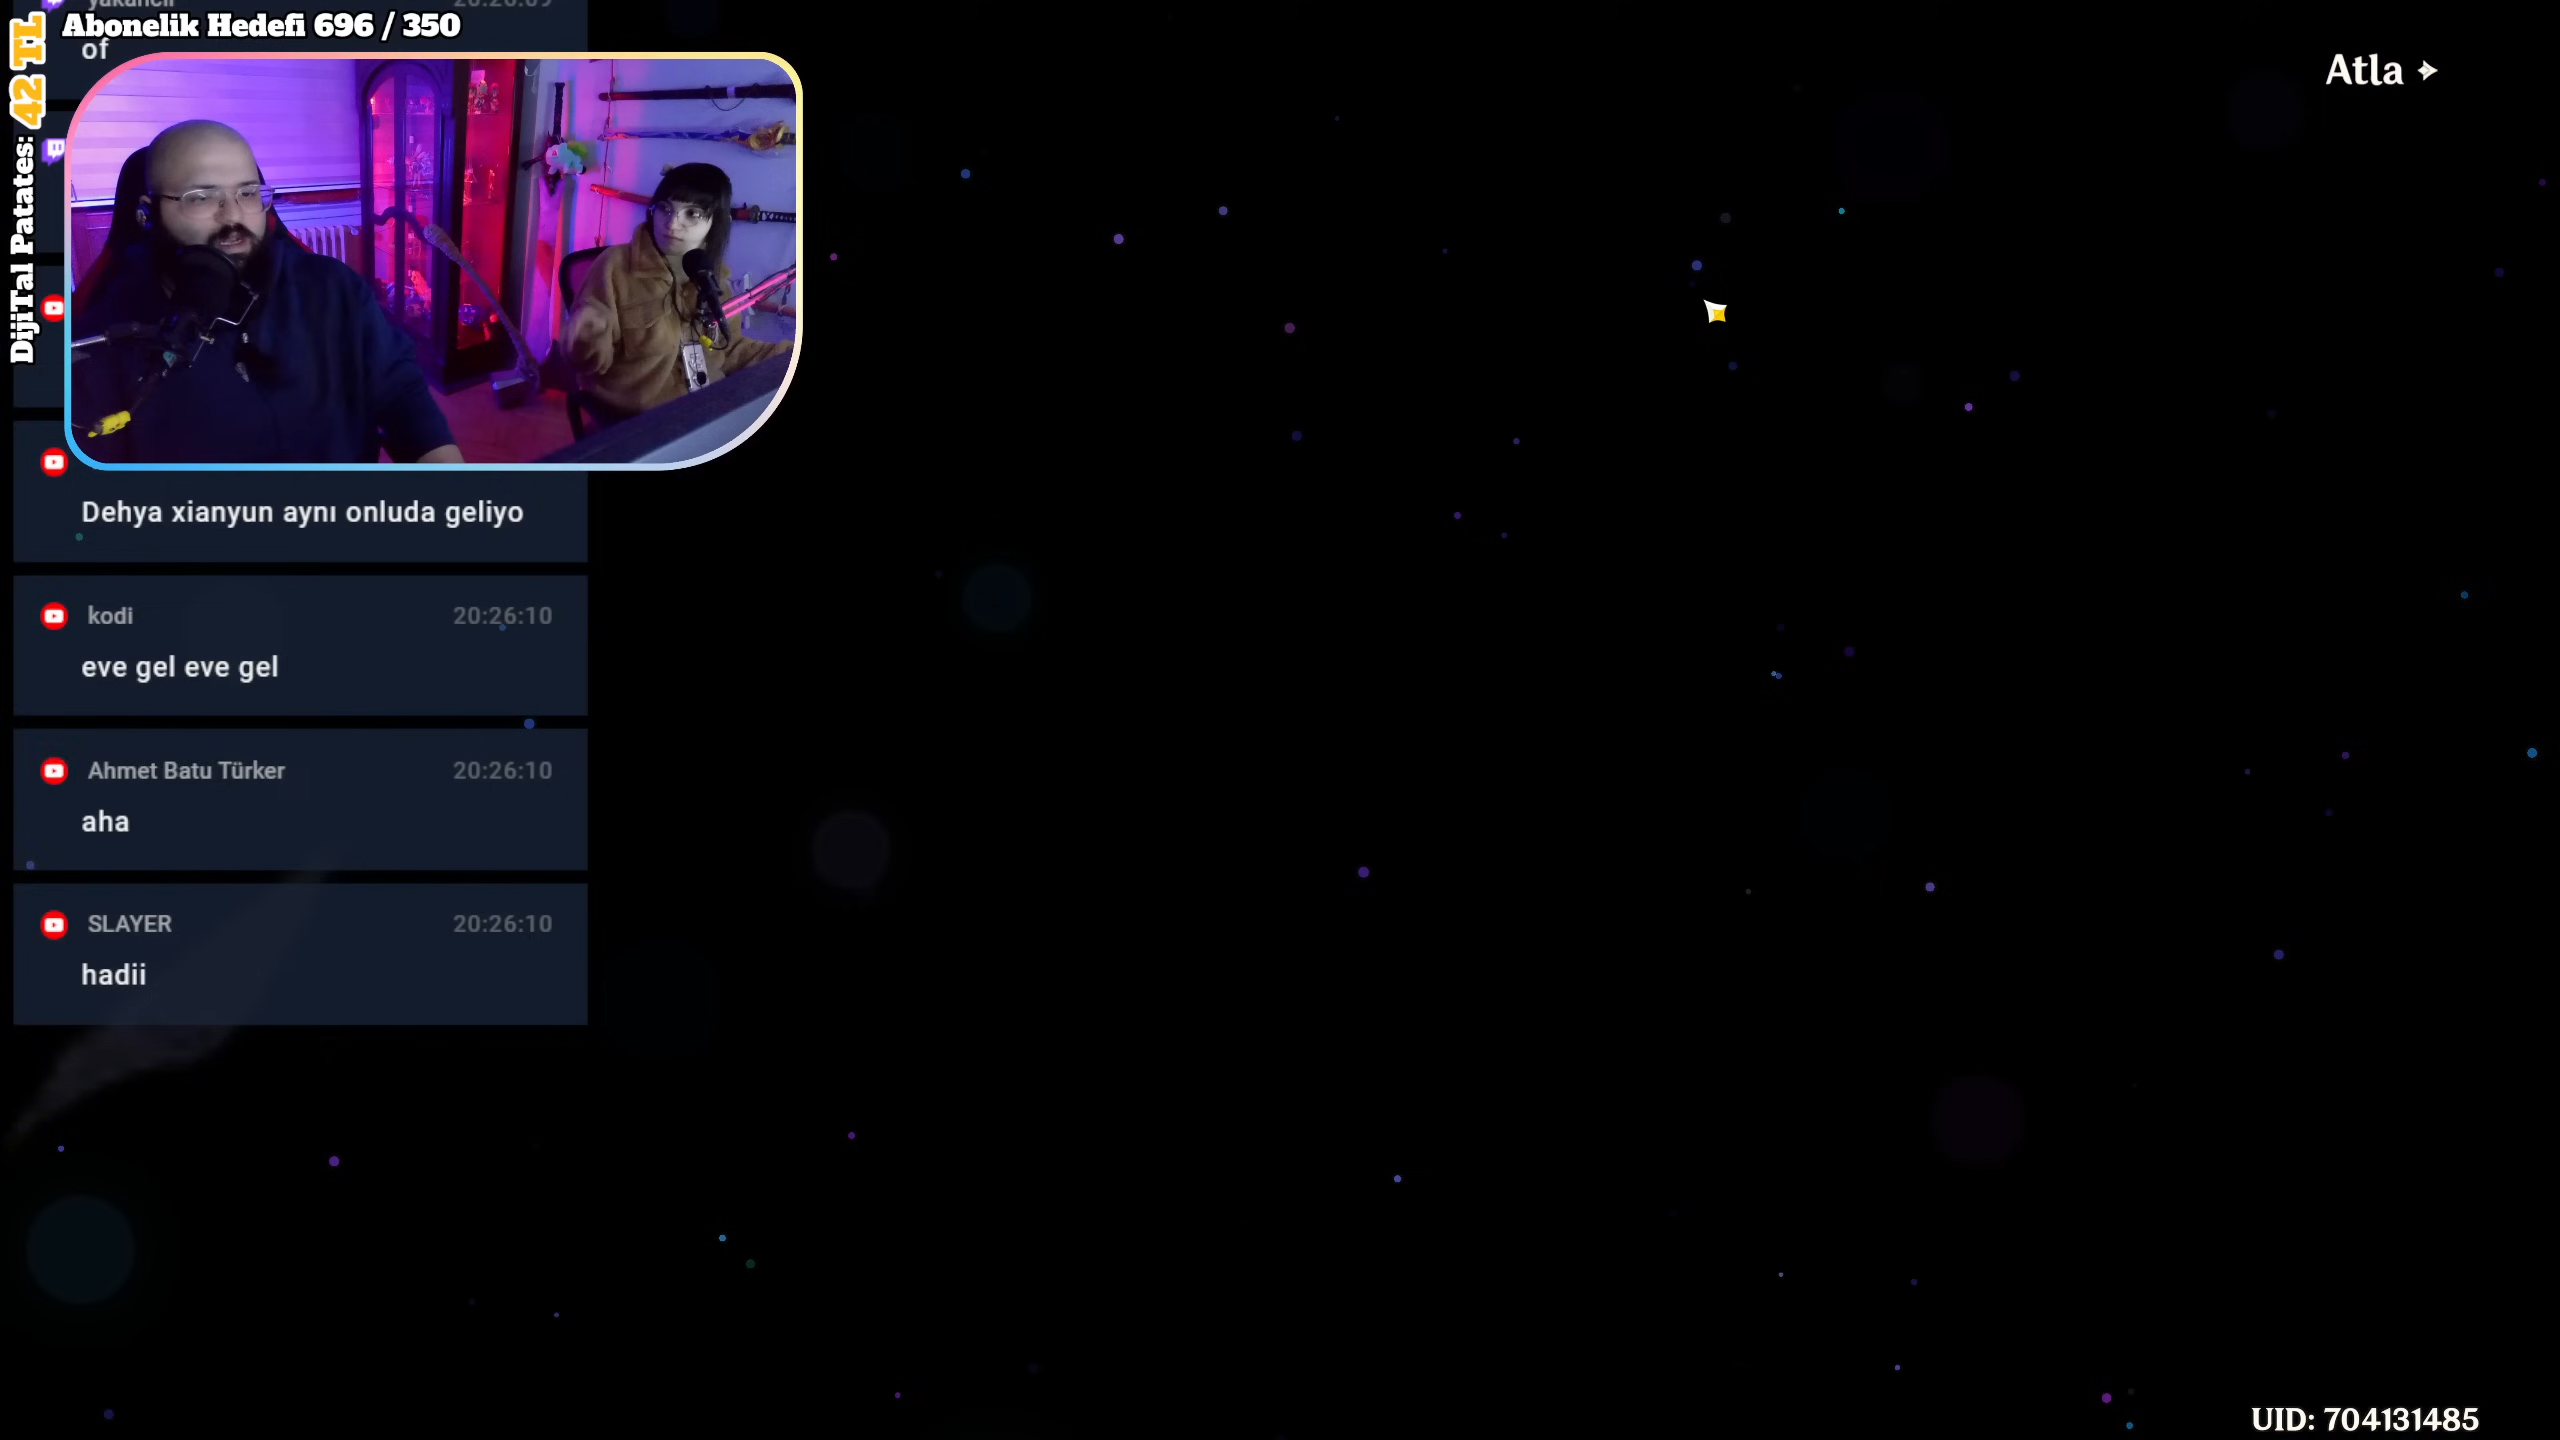 Abonelik Hedefi 696 / 350
DijiTal Patates: 42 TL
of
Atla
Dehya xianyun aynı onluda geliyo
kodi 20:26:10
eve gel eve gel
Ahmet Batu Türker 20:26:10
aha
SLAYER 20:26:10
hadii
UID: 704131485